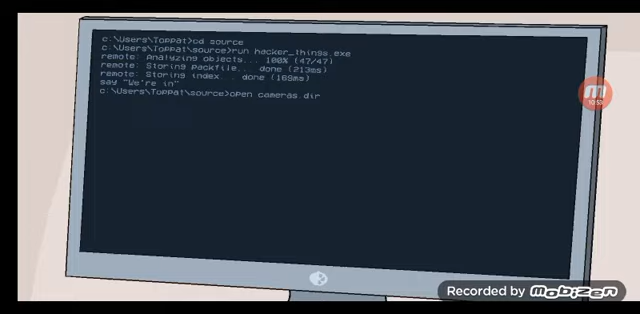 c:\Users\Toppat>cd source
c:\Users\Toppat\source>run hacker_things.exe
remote: Analyzing objects... 100% (47/47)
remote: Storing packfile... done (213ms)
remote: Storing index... done (169ms)
say "We're in"
c:\Users\Toppat\source>open cameras.dir
10:53
Recorded by Mobizen